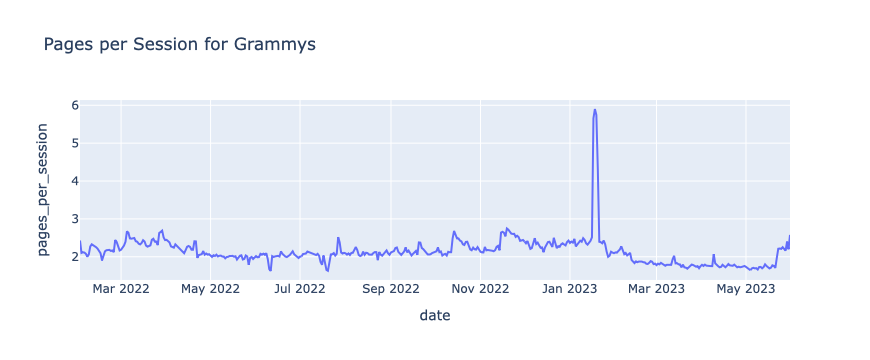 Pages per Session for Grammys
pages_per_session
6
5
4
3
2
Mar 2022 May 2022 Jul 2022 Sep 2022 Nov 2022 Jan 2023 Mar 2023 May 2023
date